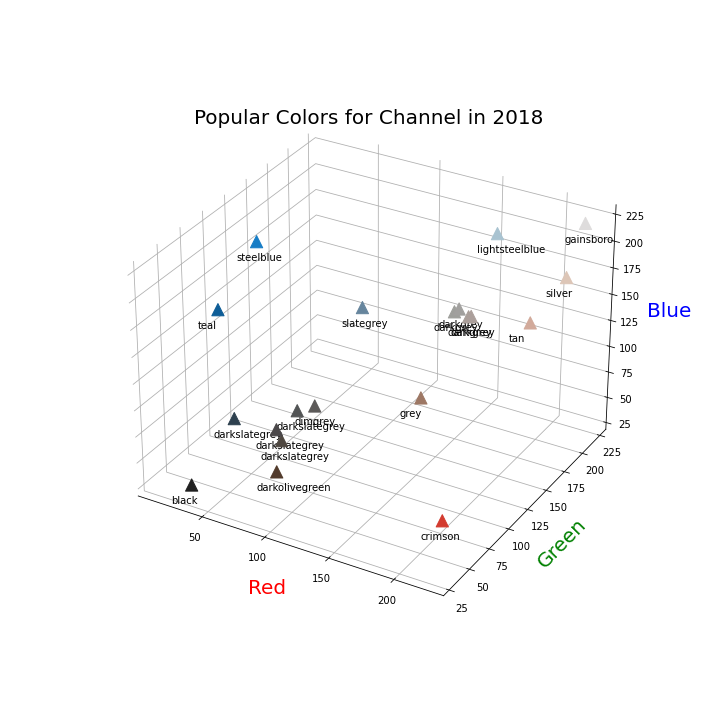 Popular Colors for Channel in 2018
steelblue
lightsteelblue
gainsboro
silver
teal
slategrey
darkgrey
tan
grey
dimgrey
darkslategrey
darkslategrey
darkslategrey
darkslategrey
darkolivegreen
black
crimson
Red
50
100
150
200
Green
25
50
75
100
125
150
175
200
225
Blue
225
200
175
150
125
100
75
50
25